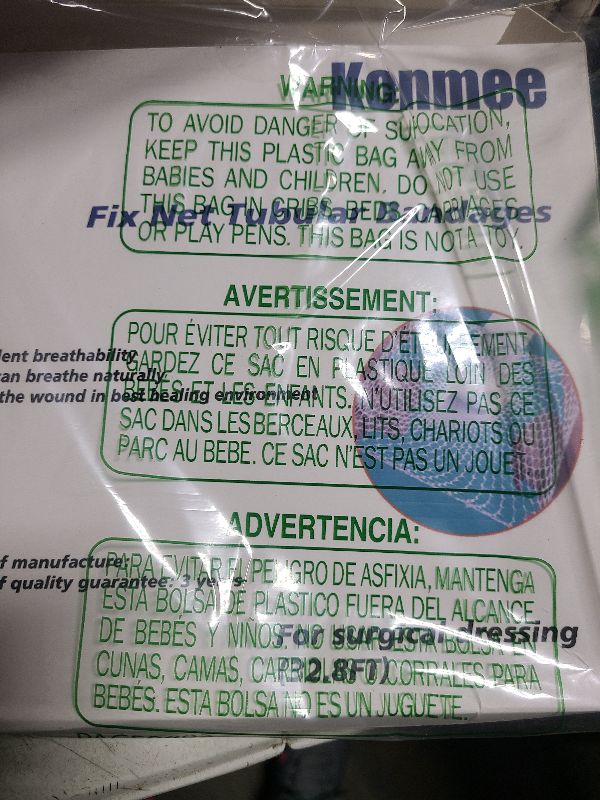 Kenmee
WARNING:
TO AVOID DANGER OF SUFOCATION,
KEEP THIS PLASTIC BAG AWAY FROM
BABIES AND CHILDREN. DO NOT USE
THIS BAG IN CRIBS, BEDS, CARRIAGES
OR PLAY PENS. THIS BAG IS NOT A TOY.
Fix Net Tubular Bandages
AVERTISSEMENT:
POUR ÉVITER TOUT RISQUE
GARDEZ CE SAC EN PLASTIQUE LOIN DES
ET LES ENFANTS. N'UTILISEZ PAS CE
SAC DANS LES BERCEAUX, LITS, CHARIOTS OU
PARC AU BEBE. CE SAC N'EST PAS UN JOUET.
lent breathability
can breathe naturally
the wound in best healing environment
ADVERTENCIA:
PARA EVITAR EL PELIGRO DE ASFIXIA, MANTENGA
ESTA BOLSA DE PLASTICO FUERA DEL ALCANCE
DE BEBÉS Y NIÑOS. NO USAR ESTA BOLSA EN
CUNAS, CAMAS, O CORRALES PARA
BEBÉS. ESTA BOLSA NO ES UN JUGUETE.
f manufacture:
f quality guarantee: 3 years
For surgical dressing
2.8FT)